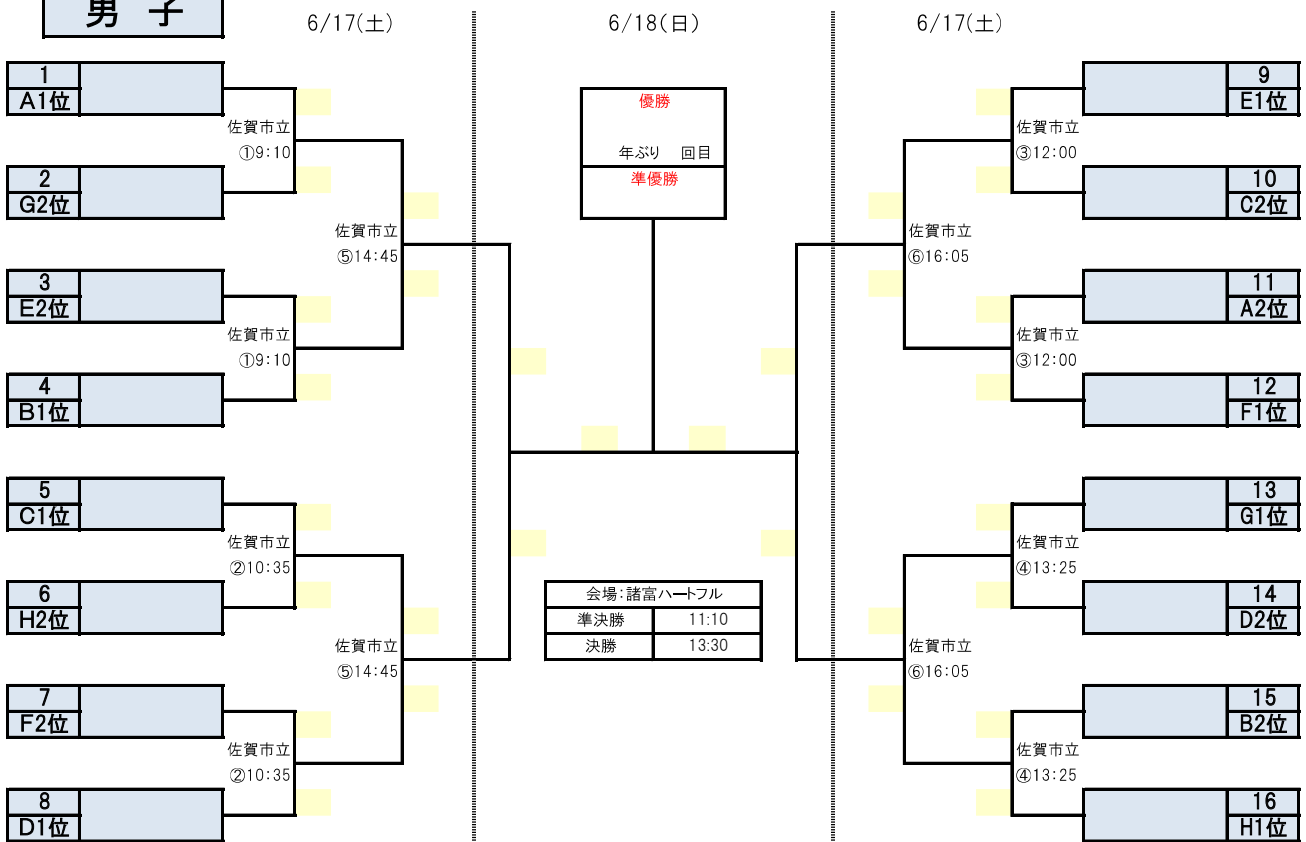 男子
6/17(土)
6/18(日)
6/17(土)
1
A1位
佐賀市立
①9:10
2
G2位
佐賀市立
⑤14:45
3
E2位
佐賀市立
①9:10
4
B1位
5
C1位
佐賀市立
②10:35
6
H2位
佐賀市立
⑤14:45
7
F2位
佐賀市立
②10:35
8
D1位
優勝
年ぶり 回目
準優勝
会場:諸富ハートフル
準決勝 11:10
決勝 13:30
9
E1位
佐賀市立
③12:00
10
C2位
佐賀市立
⑥16:05
11
A2位
佐賀市立
③12:00
12
F1位
13
G1位
佐賀市立
④13:25
14
D2位
佐賀市立
⑥16:05
15
B2位
佐賀市立
④13:25
16
H1位